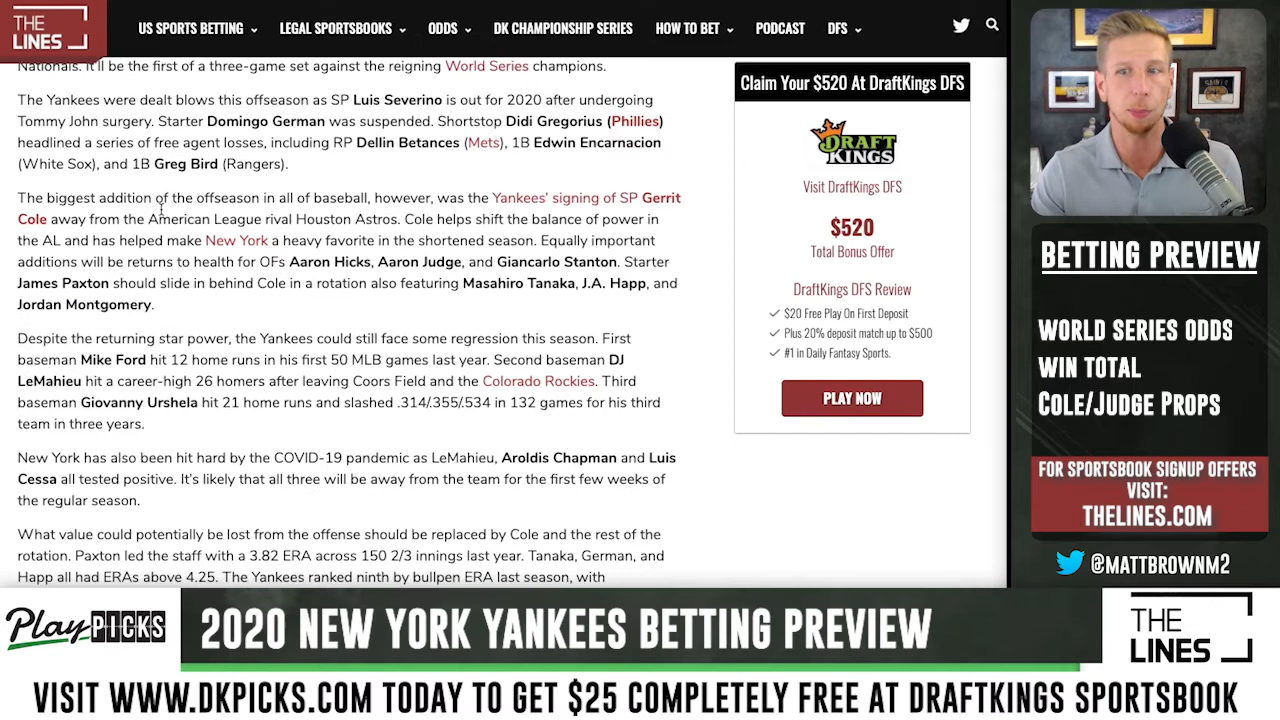 THE
LINES
US SPORTS BETTING
LEGAL SPORTSBOOKS
ODDS
DK CHAMPIONSHIP SERIES
HOW TO BET
PODCAST
DFS
Nationals. It'll be the first of a three-game set against the reigning World Series champions.
The Yankees were dealt blows this offseason as SP Luis Severino is out for 2020 after undergoing
Tommy John surgery. Starter Domingo German was suspended. Shortstop Didi Gregorius (Phillies)
headlined a series of free agent losses, including RP Dellin Betances (Mets), 1B Edwin Encarnacion
(White Sox), and 1B Greg Bird (Rangers).
The biggest addition of the offseason in all of baseball, however, was the Yankees' signing of SP Gerrit
Cole away from the American League rival Houston Astros. Cole helps shift the balance of power in
the AL and has helped make New York a heavy favorite in the shortened season. Equally important
additions will be returns to health for OFs Aaron Hicks, Aaron Judge, and Giancarlo Stanton. Starter
James Paxton should slide in behind Cole in a rotation also featuring Masahiro Tanaka, J.A. Happ, and
Jordan Montgomery.
Despite the returning star power, the Yankees could still face some regression this season. First
baseman Mike Ford hit 12 home runs in his first 50 MLB games last year. Second baseman DJ
LeMahieu hit a career-high 26 homers after leaving Coors Field and the Colorado Rockies. Third
baseman Giovanny Urshela hit 21 home runs and slashed .314/.355/.534 in 132 games for his third
team in three years.
New York has also been hit hard by the COVID-19 pandemic as LeMahieu, Aroldis Chapman and Luis
Cessa all tested positive. It's likely that all three will be away from the team for the first few weeks of
the regular season.
What value could potentially be lost from the offense should be replaced by Cole and the rest of the
rotation. Paxton led the staff with a 3.82 ERA across 150 2/3 innings last year. Tanaka, German, and
Happ all had ERAs above 4.25. The Yankees ranked ninth by bullpen ERA last season, with
Claim Your $520 At DraftKings DFS
DRAFT
KINGS
Visit DraftKings DFS
$520
Total Bonus Offer
DraftKings DFS Review
$20 Free Play On First Deposit
Plus 20% deposit match up to $500
#1 in Daily Fantasy Sports.
PLAY NOW
BETTING PREVIEW
WORLD SERIES ODDS
WIN TOTAL
COLE/JUDGE PROPS
FOR SPORTSBOOK SIGNUP OFFERS
VISIT:
THELINES.COM
@MATTBROWNM2
Play PICKS
2020 NEW YORK YANKEES BETTING PREVIEW
THE
LINES
VISIT WWW.DKPICKS.COM TODAY TO GET $25 COMPLETELY FREE AT DRAFTKINGS SPORTSBOOK